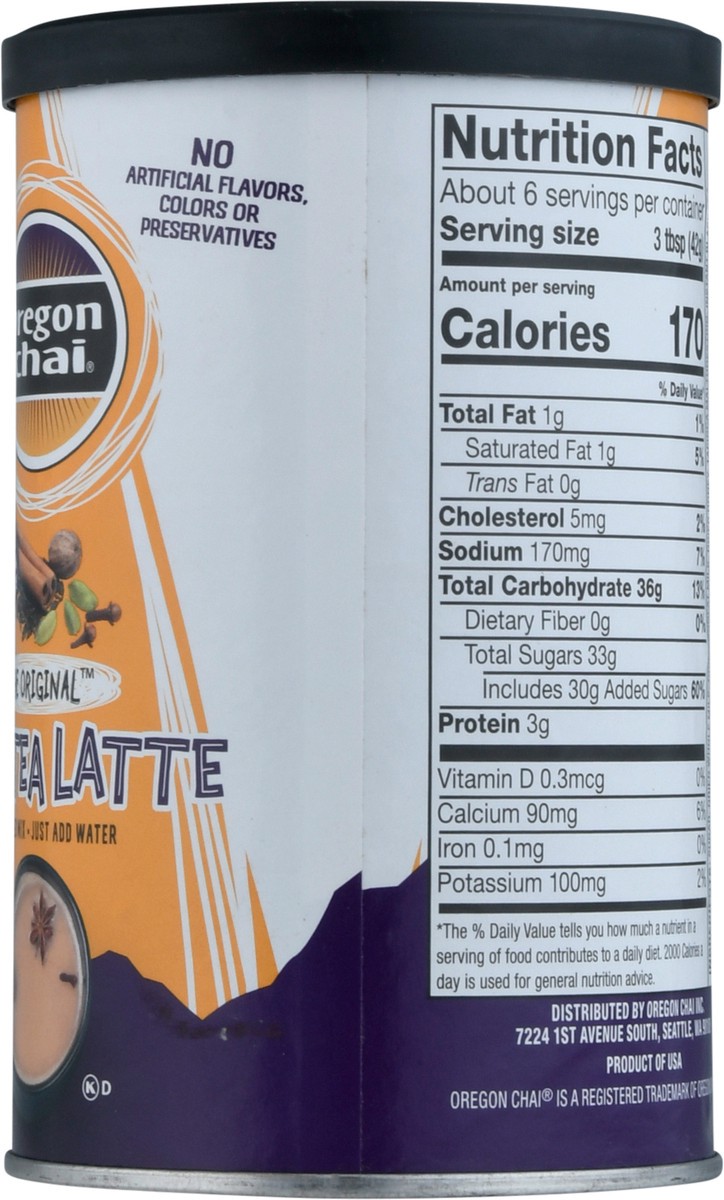 NO
ARTIFICIAL FLAVORS,
COLORS OR
PRESERVATIVES
regon
chai®
ORIGINAL™
TEA LATTE
MIX - JUST ADD WATER
K D
Nutrition Facts
About 6 servings per container
Serving size 3 tbsp (42g)
Amount per serving
Calories 170
% Daily Value*
Total Fat 1g 1%
Saturated Fat 1g 5%
Trans Fat 0g
Cholesterol 5mg 2%
Sodium 170mg 7%
Total Carbohydrate 36g 13%
Dietary Fiber 0g 0%
Total Sugars 33g
Includes 30g Added Sugars 60%
Protein 3g
Vitamin D 0.3mcg 0%
Calcium 90mg 6%
Iron 0.1mg 0%
Potassium 100mg 2%
*The % Daily Value tells you how much a nutrient in a
serving of food contributes to a daily diet. 2000 Calories a
day is used for general nutrition advice.
DISTRIBUTED BY OREGON CHAI INC.
7224 1ST AVENUE SOUTH, SEATTLE, WA
PRODUCT OF USA
OREGON CHAI® IS A REGISTERED TRADEMARK OF